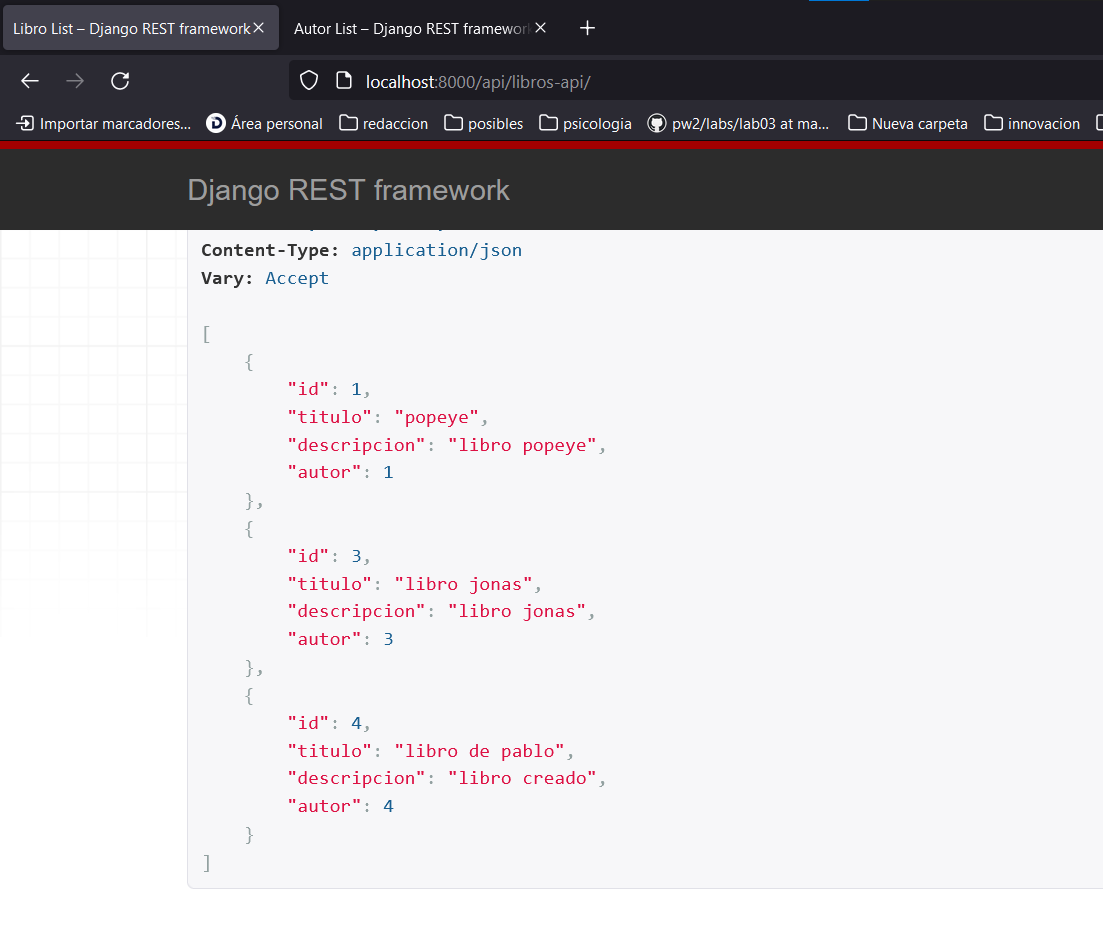 Libro List – Django REST framework
Autor List – Django REST framewor
localhost:8000/api/libros-api/
Importar marcadores...
Área personal
redaccion
posibles
psicologia
pw2/labs/lab03 at ma...
Nueva carpeta
innovacion
Django REST framework
Content-Type: application/json
Vary: Accept
[
{
"id": 1,
"titulo": "popeye",
"descripcion": "libro popeye",
"autor": 1
},
{
"id": 3,
"titulo": "libro jonas",
"descripcion": "libro jonas",
"autor": 3
},
{
"id": 4,
"titulo": "libro de pablo",
"descripcion": "libro creado",
"autor": 4
}
]